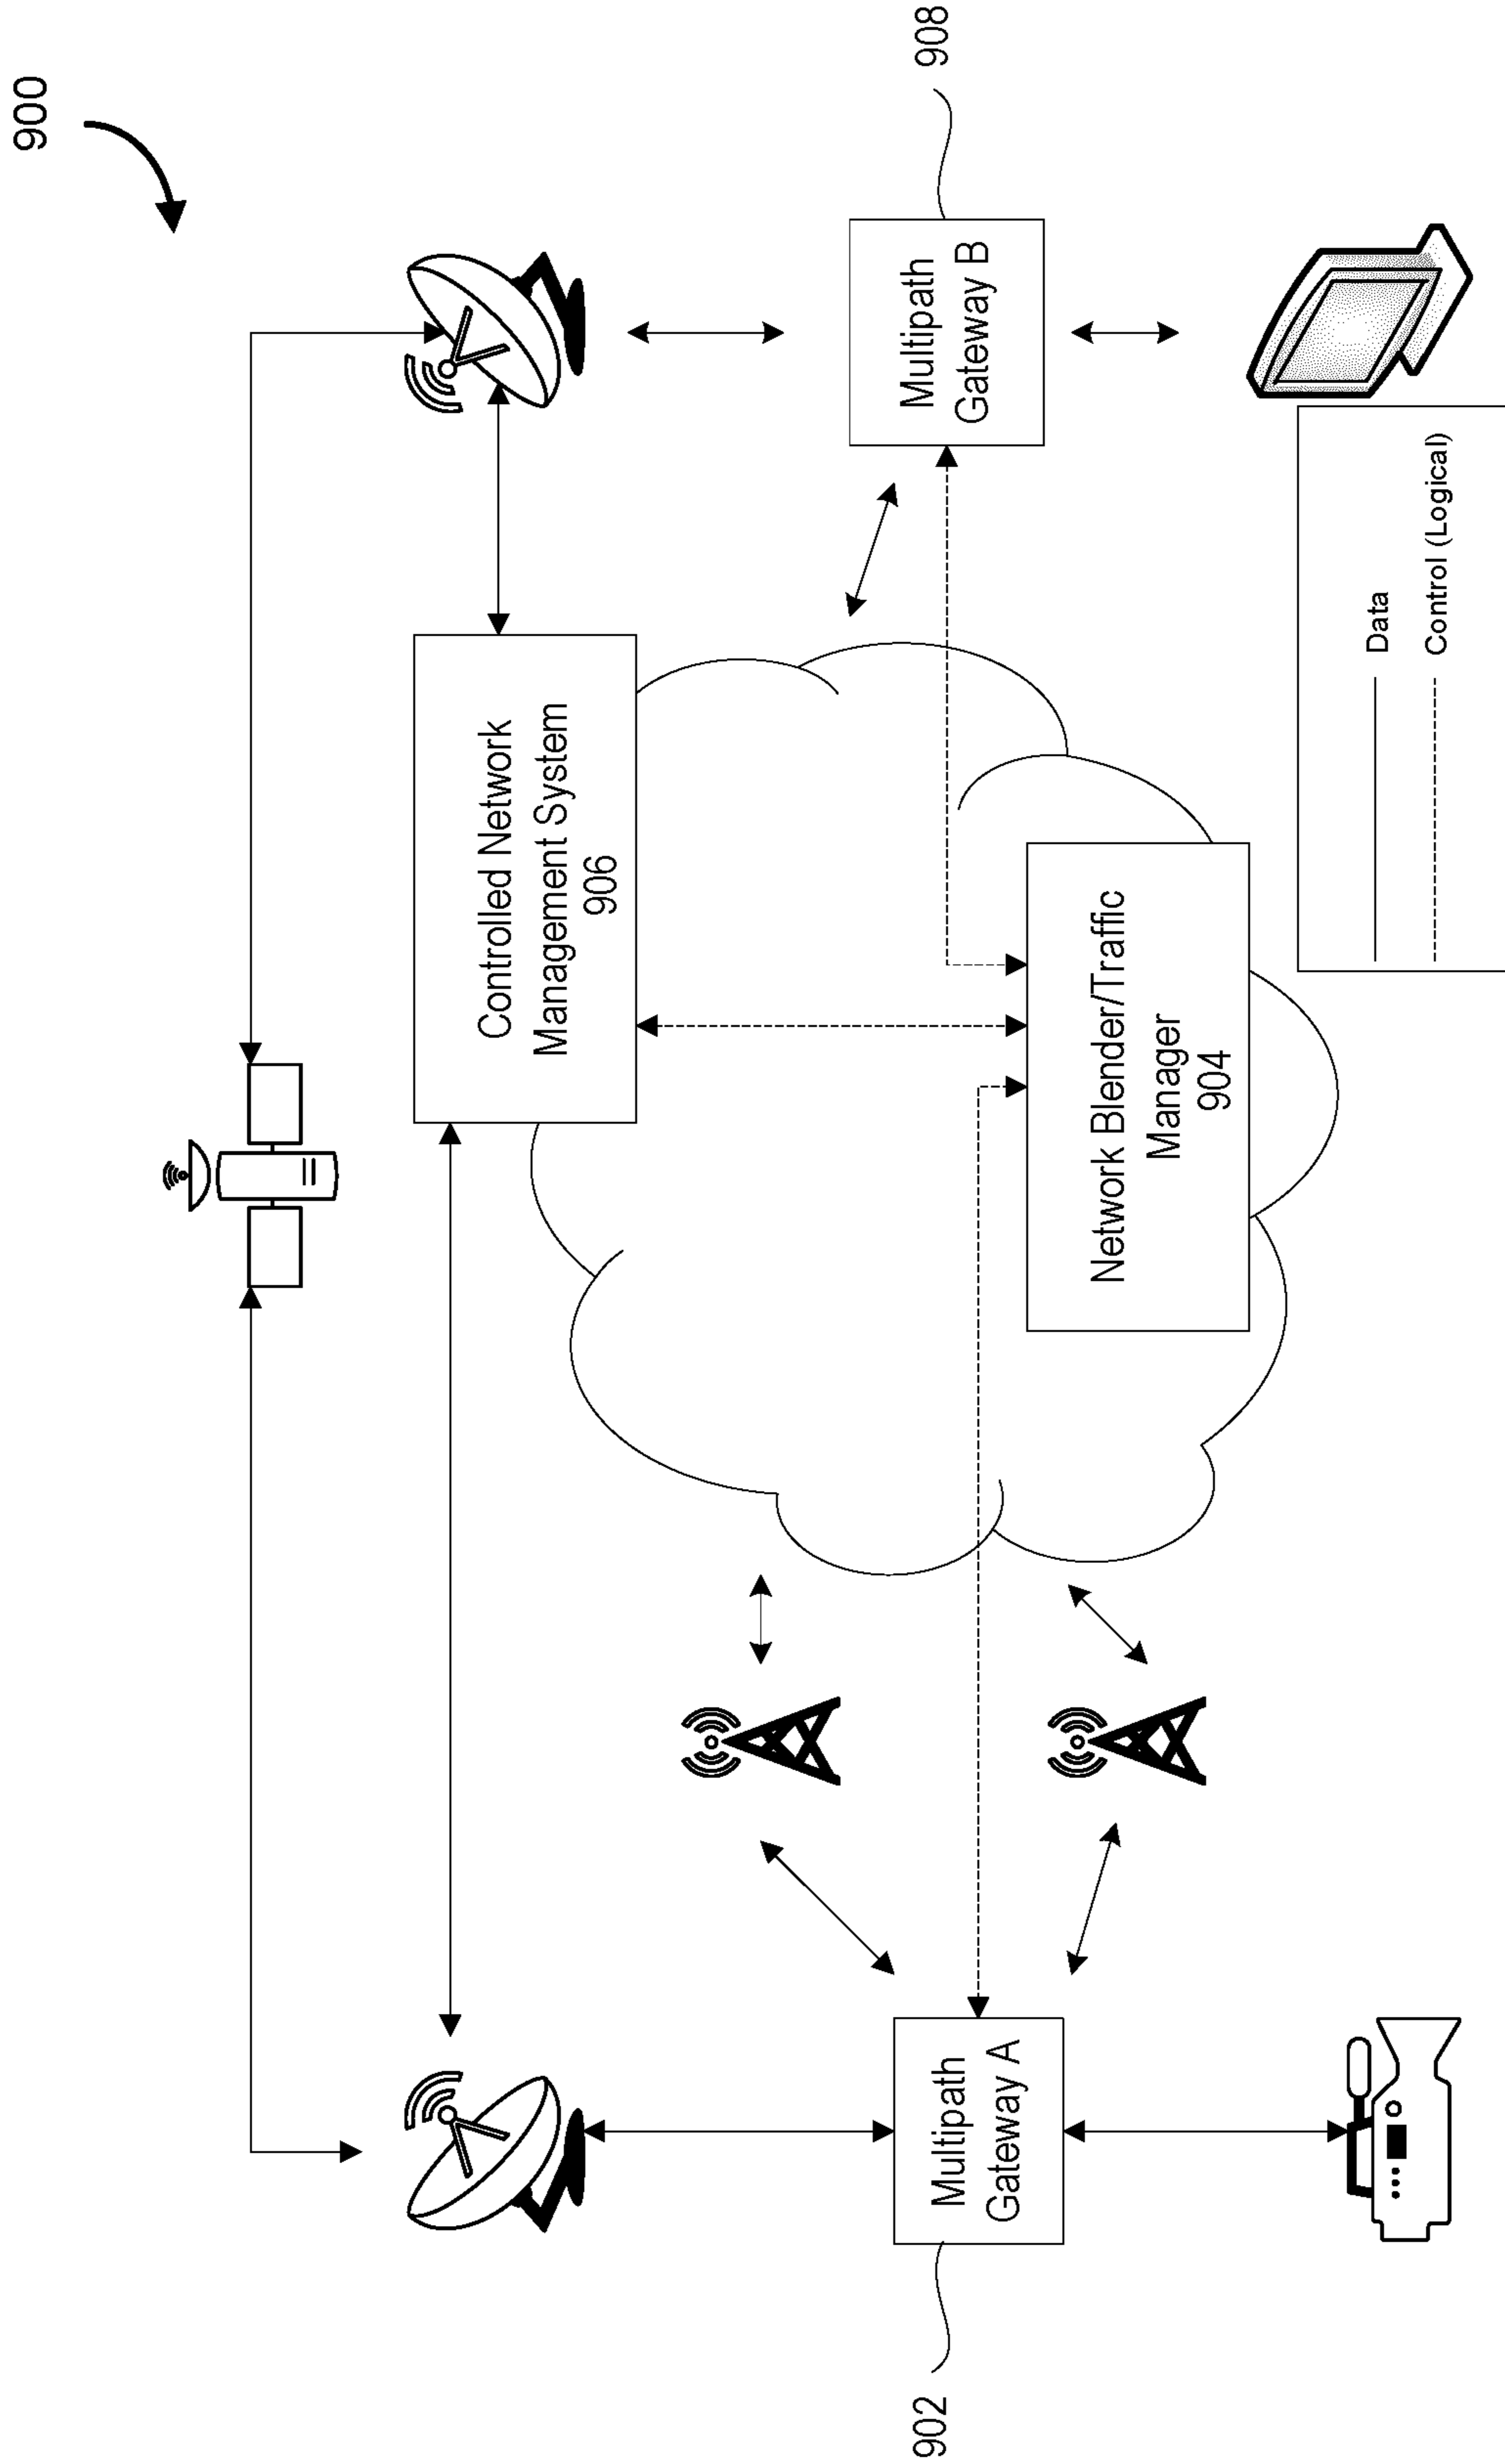 900
Controlled Network
Management System
906
908
Multipath
Gateway B
Network Blender/Traffic
Manager
904
902
Multipath
Gateway A
Data
Control (Logical)